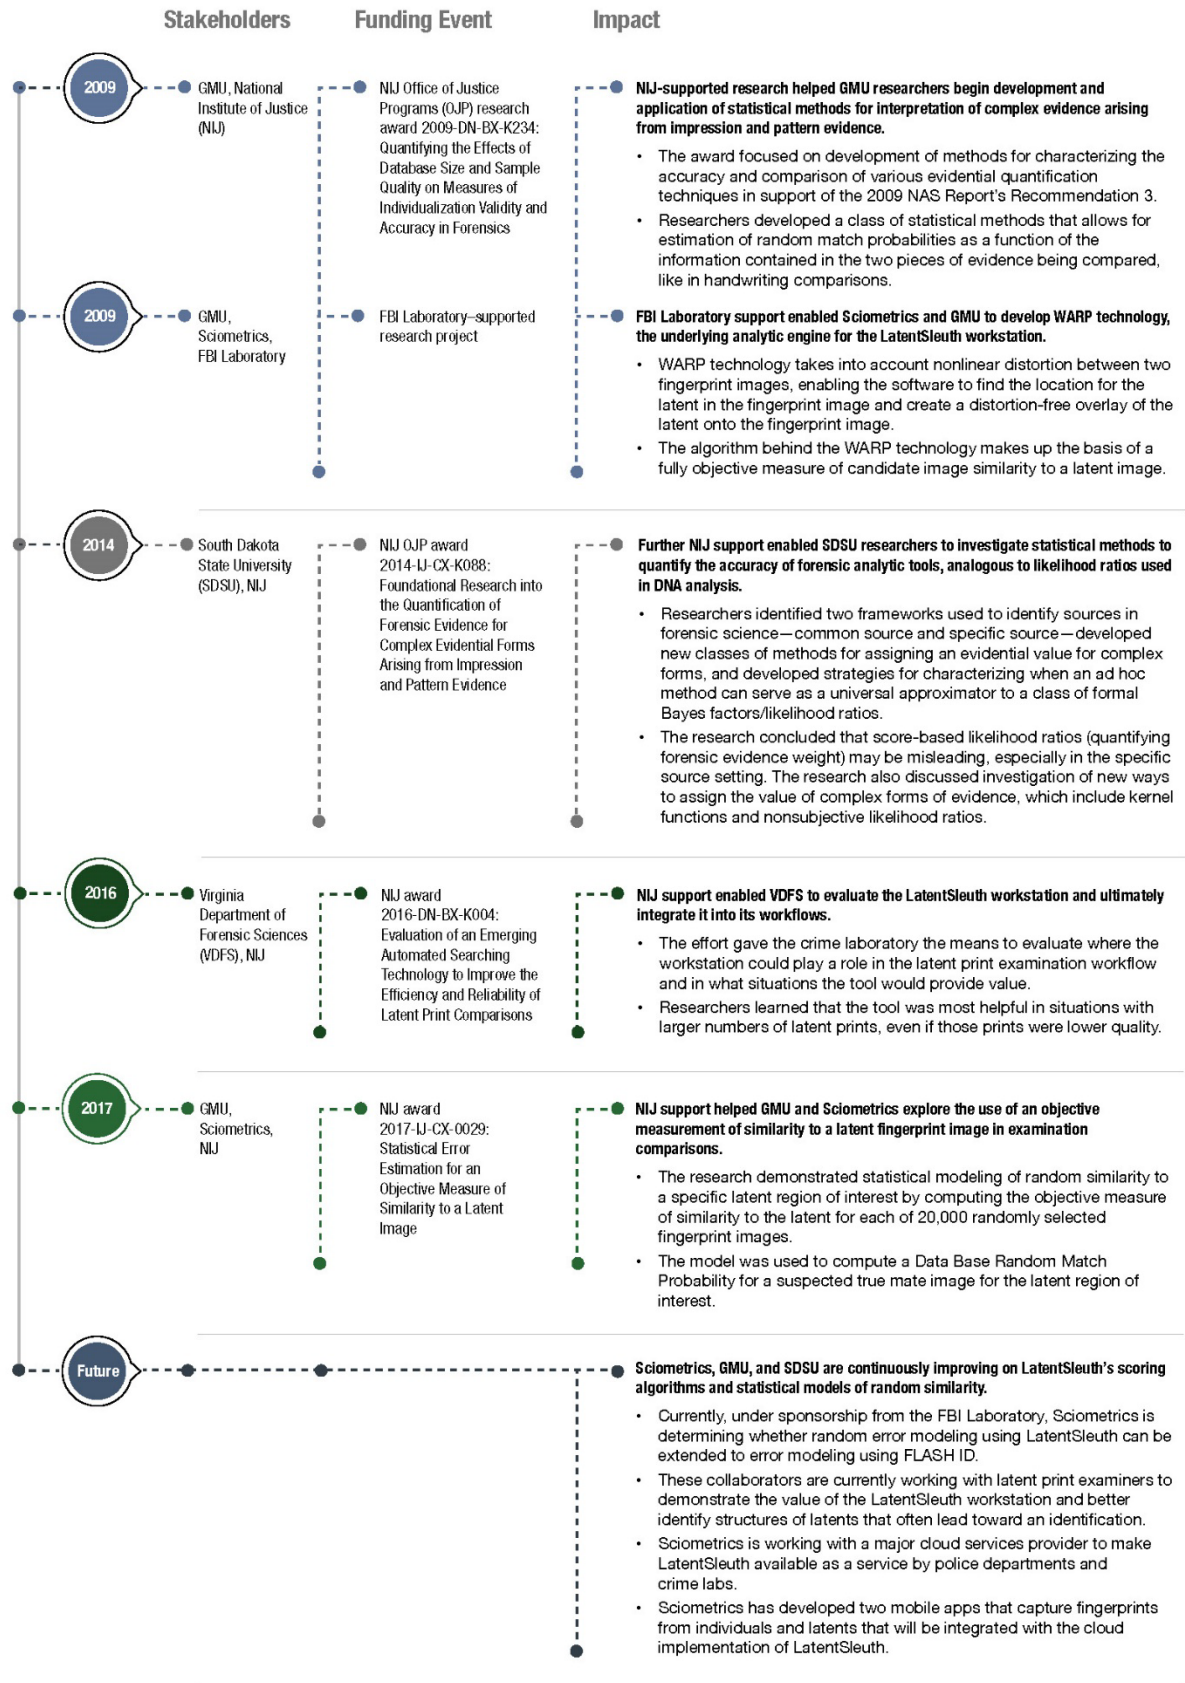 Stakeholders Funding Event Impact
2009
GMU, National
Institute of Justice
(NIJ)
NIJ Office of Justice
Programs (OJP) research
award 2009-DN-BX-K234:
Quantifying the Effects of
Database Size and Sample
Quality on Measures of
Individualization Validity and
Accuracy in Forensics
NIJ-supported research helped GMU researchers begin development and
application of statistical methods for interpretation of complex evidence arising
from impression and pattern evidence.
• The award focused on development of methods for characterizing the
accuracy and comparison of various evidential quantification
techniques in support of the 2009 NAS Report's Recommendation 3.
• Researchers developed a class of statistical methods that allows for
estimation of random match probabilities as a function of the
information contained in the two pieces of evidence being compared,
like in handwriting comparisons.
2009
GMU,
Sciometrics,
FBI Laboratory
FBI Laboratory–supported
research project
FBI Laboratory support enabled Sciometrics and GMU to develop WARP technology,
the underlying analytic engine for the LatentSleuth workstation.
• WARP technology takes into account nonlinear distortion between two
fingerprint images, enabling the software to find the location for the
latent in the fingerprint image and create a distortion-free overlay of the
latent onto the fingerprint image.
• The algorithm behind the WARP technology makes up the basis of a
fully objective measure of candidate image similarity to a latent image.
2014
South Dakota
State University
(SDSU), NIJ
NIJ OJP award
2014-IJ-CX-K088:
Foundational Research into
the Quantification of
Forensic Evidence for
Complex Evidential Forms
Arising from Impression
and Pattern Evidence
Further NIJ support enabled SDSU researchers to investigate statistical methods to
quantify the accuracy of forensic analytic tools, analogous to likelihood ratios used
in DNA analysis.
• Researchers identified two frameworks used to identify sources in
forensic science—common source and specific source—developed
new classes of methods for assigning an evidential value for complex
forms, and developed strategies for characterizing when an ad hoc
method can serve as a universal approximator to a class of formal
Bayes factors/likelihood ratios.
• The research concluded that score-based likelihood ratios (quantifying
forensic evidence weight) may be misleading, especially in the specific
source setting. The research also discussed investigation of new ways
to assign the value of complex forms of evidence, which include kernel
functions and nonsubjective likelihood ratios.
2016
Virginia
Department of
Forensic Sciences
(VDFS), NIJ
NIJ award
2016-DN-BX-K004:
Evaluation of an Emerging
Automated Searching
Technology to Improve the
Efficiency and Reliability of
Latent Print Comparisons
NIJ support enabled VDFS to evaluate the LatentSleuth workstation and ultimately
integrate it into its workflows.
• The effort gave the crime laboratory the means to evaluate where the
workstation could play a role in the latent print examination workflow
and in what situations the tool would provide value.
• Researchers learned that the tool was most helpful in situations with
larger numbers of latent prints, even if those prints were lower quality.
2017
GMU,
Sciometrics,
NIJ
NIJ award
2017-IJ-CX-0029:
Statistical Error
Estimation for an
Objective Measure of
Similarity to a Latent
Image
NIJ support helped GMU and Sciometrics explore the use of an objective
measurement of similarity to a latent fingerprint image in examination
comparisons.
• The research demonstrated statistical modeling of random similarity to
a specific latent region of interest by computing the objective measure
of similarity to the latent for each of 20,000 randomly selected
fingerprint images.
• The model was used to compute a Data Base Random Match
Probability for a suspected true mate image for the latent region of
interest.
Future
Sciometrics, GMU, and SDSU are continuously improving on LatentSleuth's scoring
algorithms and statistical models of random similarity.
• Currently, under sponsorship from the FBI Laboratory, Sciometrics is
determining whether random error modeling using LatentSleuth can be
extended to error modeling using FLASH ID.
• These collaborators are currently working with latent print examiners to
demonstrate the value of the LatentSleuth workstation and better
identify structures of latents that often lead toward an identification.
• Sciometrics is working with a major cloud services provider to make
LatentSleuth available as a service by police departments and
crime labs.
• Sciometrics has developed two mobile apps that capture fingerprints
from individuals and latents that will be integrated with the cloud
implementation of LatentSleuth.